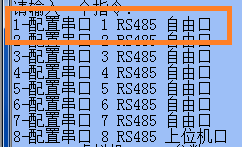 1-配置串口 1 RS485 自由口
2-配置串口 2 RS485 自由口
3-配置串口 3 RS485 自由口
4-配置串口 4 RS485 自由口
5-配置串口 5 RS485 自由口
6-配置串口 6 RS485 自由口
7-配置串口 7 RS485 自由口
8-配置串口 8 RS485 上位机口